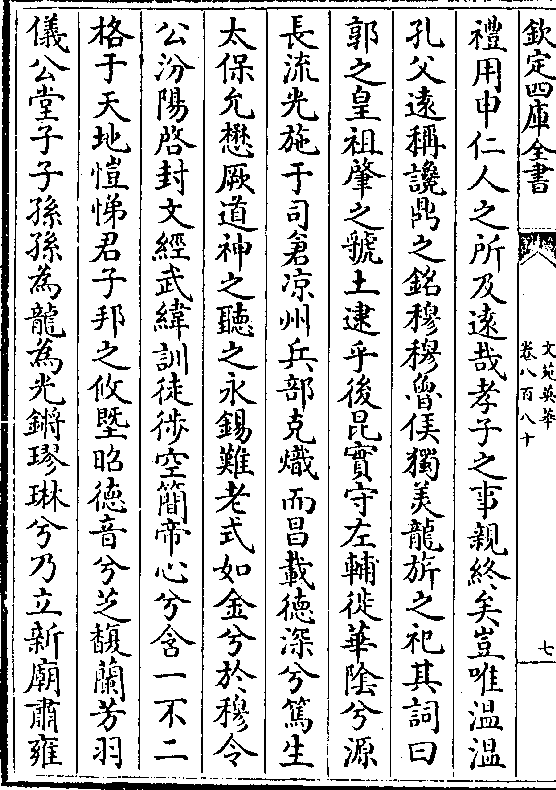 欽定四庫全書
文苑英華
卷八百八十
七
禮用申仁人之所及遠哉孝子之事親終矣豈唯温温
孔父遠稱讒鼎之銘穆穆魯侯獨美龍旂之祀其詞曰
郭之皇祖肇之虢土逮乎後昆實守左輔徙華隂兮源
長流光施于司倉凉州兵部克熾而昌載徳深兮篤生
太保允懋厥道神之聽之永錫難老式如金兮於穆令
公汾陽啓封文經武緯訓徒徙空簡帝心兮含一不二
格于天地愷悌君子邦之攸塈昭徳音兮芝馥蘭芳羽
儀公堂子子孫孫為龍為光鏘璆琳兮乃立新廟肅雍